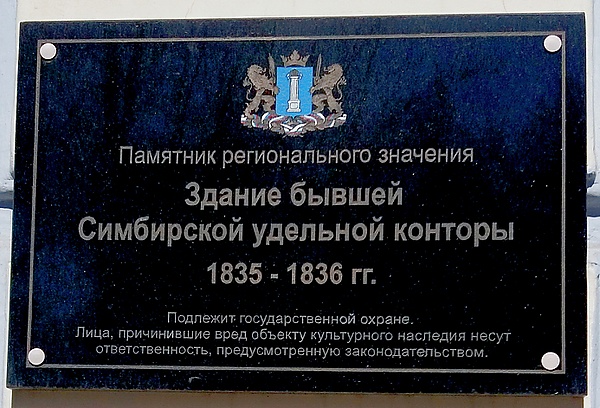 Памятник регионального значения
Здание бывшей
Симбирской удельной конторы
1835 - 1836 гг.
Подлежит государственной охране.
Лица, причинившие вред объекту культурного наследия несут
ответственность, предусмотренную законодательством.